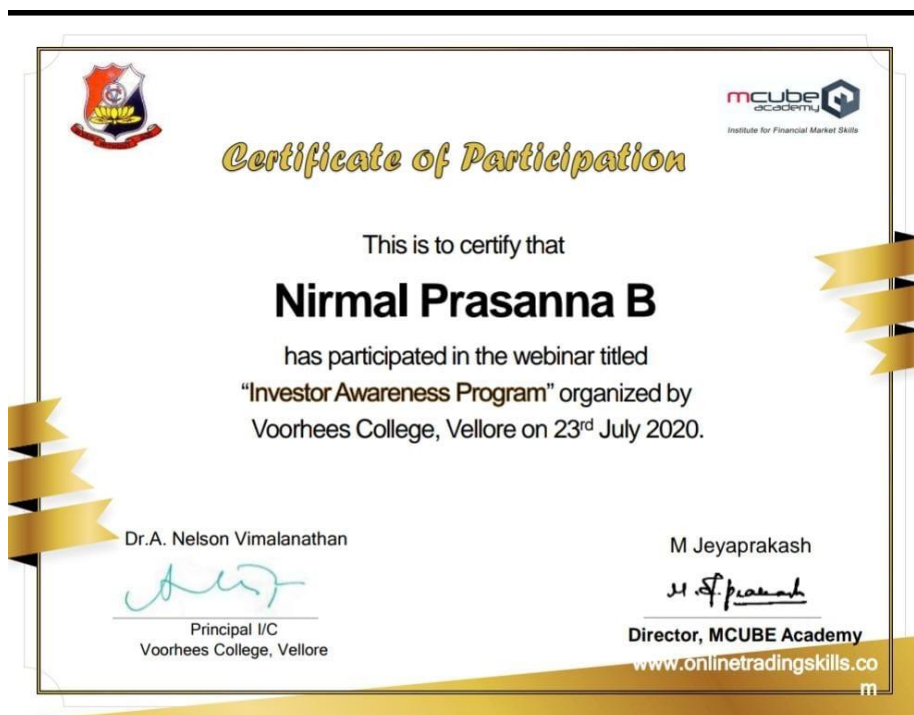 mcube
academy
Institute for Financial Market Skills
Certificate of Participation
This is to certify that
Nirmal Prasanna B
has participated in the webinar titled
“Investor Awareness Program” organized by
Voorhees College, Vellore on 23rd July 2020.
Dr.A. Nelson Vimalanathan
Principal I/C
Voorhees College, Vellore
M Jeyaprakash
M.J.prakash
Director, MCUBE Academy
www.onlinetradingskills.co
m